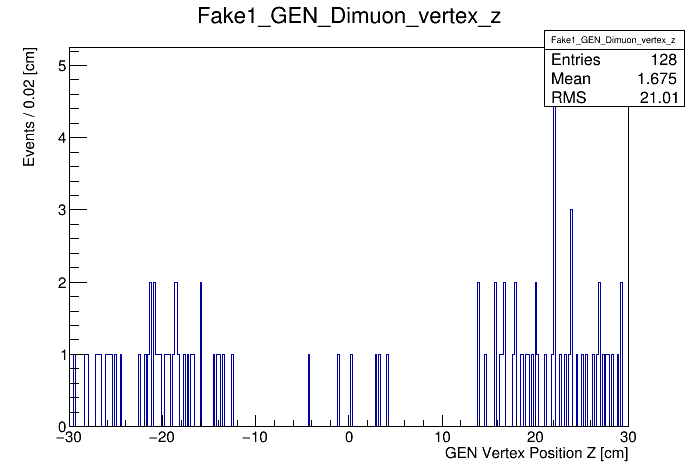 Fake1_GEN_Dimuon_vertex_z
Fake1_GEN_Dimuon_vertex_z
Entries 128
Mean 1.675
RMS 21.01
Events / 0.02 [cm]
5
4
3
2
1
0
−30 −20 −10 0 10 20 30
GEN Vertex Position Z [cm]